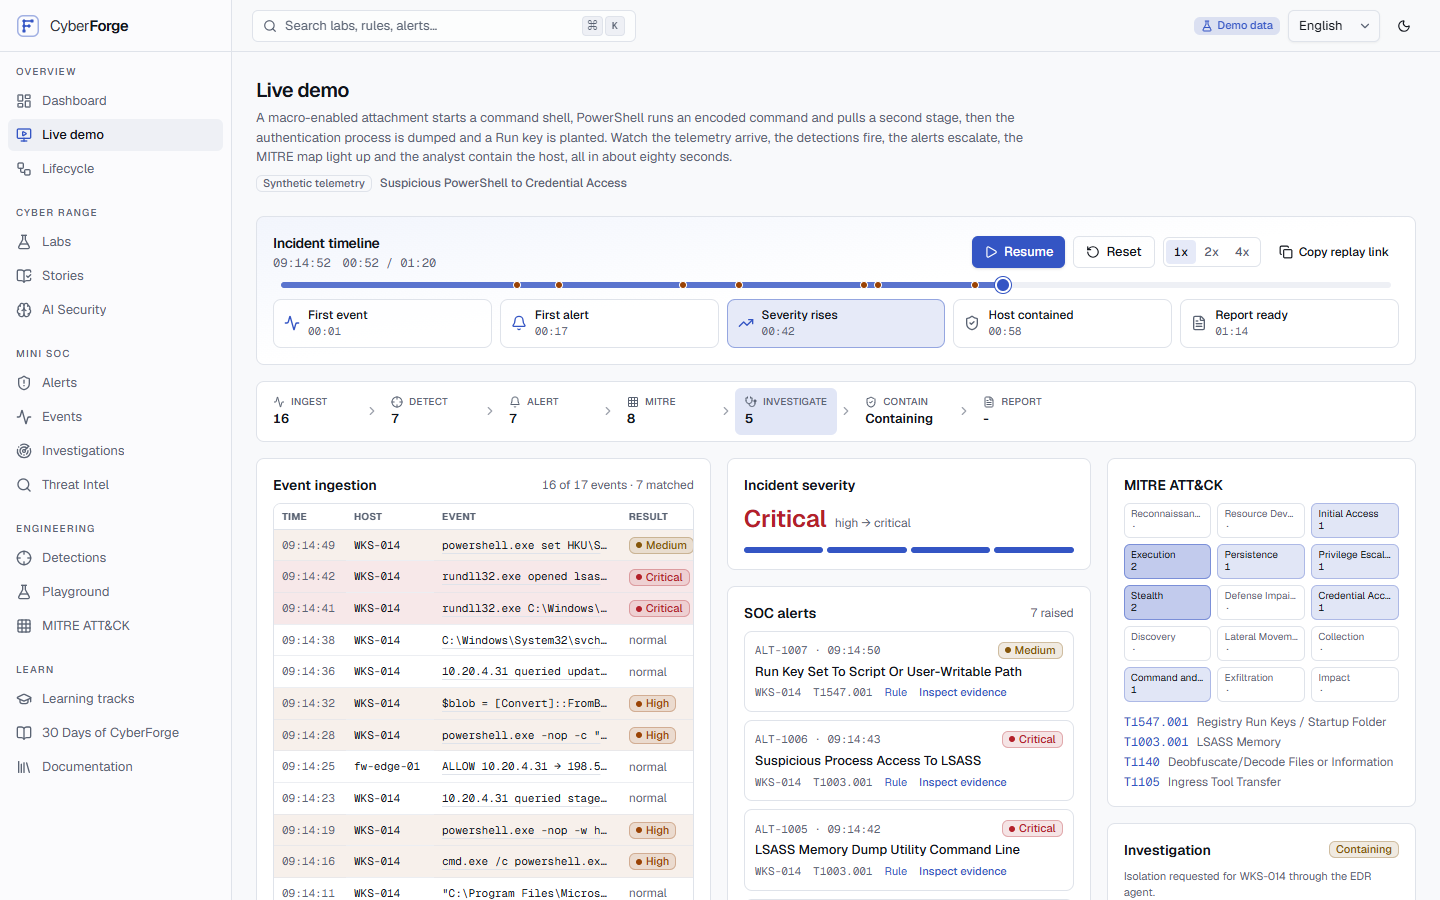 CyberForge
Search labs, rules, alerts...
⌘ K
Demo data
English
OVERVIEW
Dashboard
Live demo
Lifecycle
CYBER RANGE
Labs
Stories
AI Security
MINI SOC
Alerts
Events
Investigations
Threat Intel
ENGINEERING
Detections
Playground
MITRE ATT&CK
LEARN
Learning tracks
30 Days of CyberForge
Documentation
Live demo
A macro-enabled attachment starts a command shell, PowerShell runs an encoded command and pulls a second stage, then the
authentication process is dumped and a Run key is planted. Watch the telemetry arrive, the detections fire, the alerts escalate, the
MITRE map light up and the analyst contain the host, all in about eighty seconds.
Synthetic telemetry Suspicious PowerShell to Credential Access
Incident timeline
09:14:52 00:52 / 01:20
Resume
Reset
1x 2x 4x
Copy replay link
First event
00:01
First alert
00:17
Severity rises
00:42
Host contained
00:58
Report ready
01:14
INGEST
16
DETECT
7
ALERT
7
MITRE
8
INVESTIGATE
5
CONTAIN
Containing
REPORT
-
Event ingestion 16 of 17 events · 7 matched
TIME HOST EVENT RESULT
09:14:49 WKS-014 powershell.exe set HKU\S… Medium
09:14:42 WKS-014 rundll32.exe opened lsas… Critical
09:14:41 WKS-014 rundll32.exe C:\Windows\… Critical
09:14:38 WKS-014 C:\Windows\System32\svch… normal
09:14:36 WKS-014 10.20.4.31 queried updat… normal
09:14:32 WKS-014 $blob = [Convert]::FromB… High
09:14:28 WKS-014 powershell.exe -nop -c "… High
09:14:25 fw-edge-01 ALLOW 10.20.4.31 → 198.5… normal
09:14:23 WKS-014 10.20.4.31 queried stage… normal
09:14:19 WKS-014 powershell.exe -nop -w h… High
09:14:16 WKS-014 cmd.exe /c powershell.ex… High
09:14:11 WKS-014 "C:\Program Files\Micros… normal
Incident severity
Critical high → critical
SOC alerts 7 raised
ALT-1007 · 09:14:50 Medium
Run Key Set To Script Or User-Writable Path
WKS-014 T1547.001 Rule Inspect evidence
ALT-1006 · 09:14:43 Critical
Suspicious Process Access To LSASS
WKS-014 T1003.001 Rule Inspect evidence
ALT-1005 · 09:14:42 Critical
LSASS Memory Dump Utility Command Line
WKS-014 T1003.001 Rule Inspect evidence
MITRE ATT&CK
Reconnaissan…
·
Resource Dev…
·
Initial Access
1
Execution
2
Persistence
1
Privilege Escal…
1
Stealth
2
Defense Impai…
·
Credential Acc…
1
Discovery
·
Lateral Movem…
·
Collection
·
Command and…
1
Exfiltration
·
Impact
·
T1547.001 Registry Run Keys / Startup Folder
T1003.001 LSASS Memory
T1140 Deobfuscate/Decode Files or Information
T1105 Ingress Tool Transfer
Investigation Containing
Isolation requested for WKS-014 through the EDR
agent.